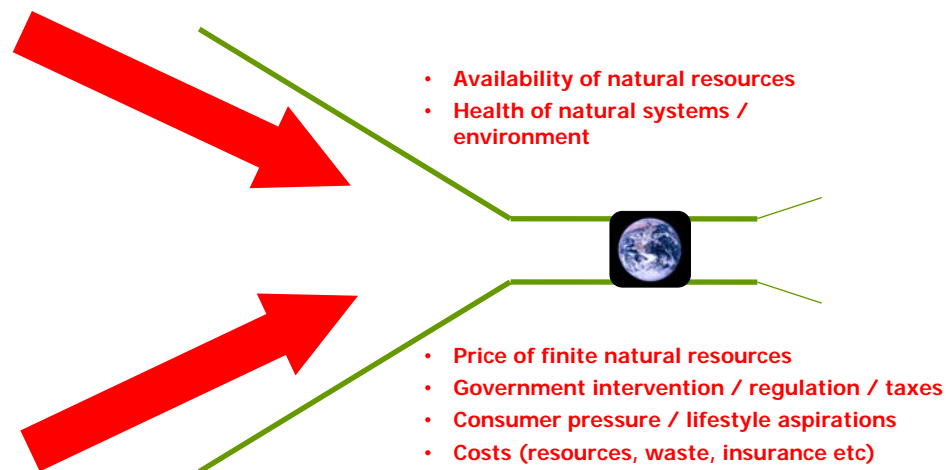 • Availability of natural resources
• Health of natural systems /
environment
• Price of finite natural resources
• Government intervention / regulation / taxes
• Consumer pressure / lifestyle aspirations
• Costs (resources, waste, insurance etc)